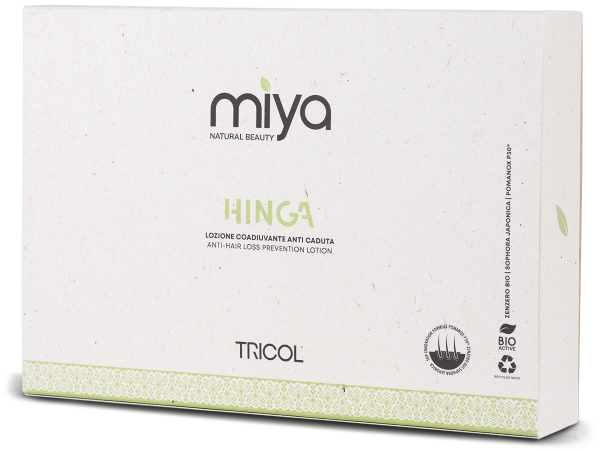 miya
NATURAL BEAUTY
HINGA
LOZIONE COADIUVANTE ANTI CADUTA
ANTI-HAIR LOSS PREVENTION LOTION
TRICOL
ZENZERO BIO | SOPHORA JAPONICA | POMANOX P30®
BIO
ACTIVE